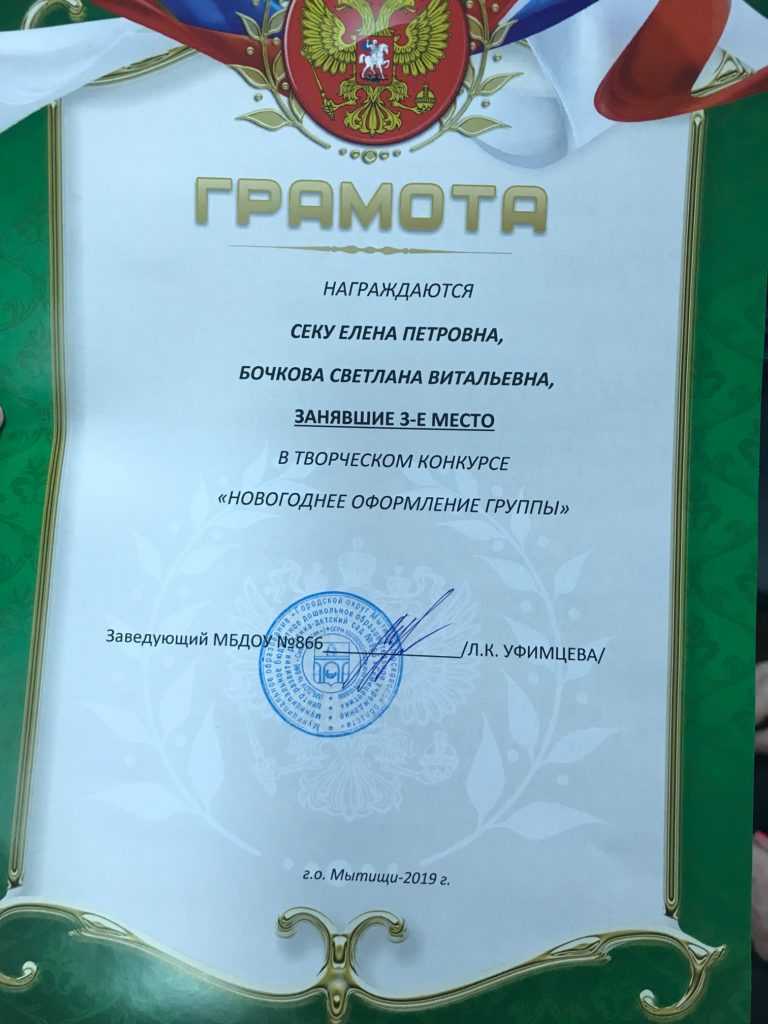 ГРАМОТА
НАГРАЖДАЮТСЯ
СЕКУ ЕЛЕНА ПЕТРОВНА,
БОЧКОВА СВЕТЛАНА ВИТАЛЬЕВНА,
ЗАНЯВШИЕ 3-Е МЕСТО
В ТВОРЧЕСКОМ КОНКУРСЕ
«НОВОГОДНЕЕ ОФОРМЛЕНИЕ ГРУППЫ»
Заведующий МБДОУ №866________________/Л.К. УФИМЦЕВА/
г.о. Мытищи-2019 г.